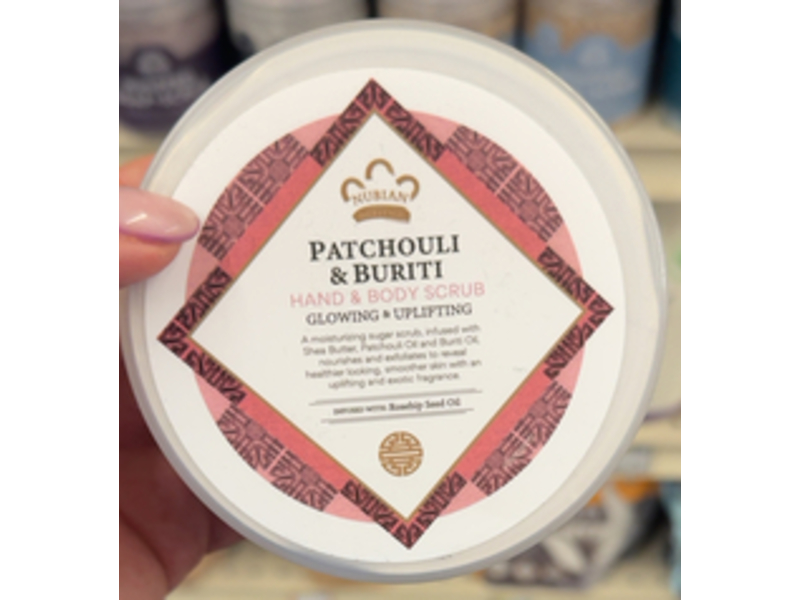 NUBIAN
HERITAGE
PATCHOULI
& BURITI
HAND & BODY SCRUB
GLOWING & UPLIFTING
A moisturizing sugar scrub, infused with
Shea Butter, Patchouli Oil and Buriti Oil,
nourishes and exfoliates to reveal
healthier looking, smoother skin with an
uplifting and exotic fragrance.
INFUSED WITH Rosehip Seed Oil